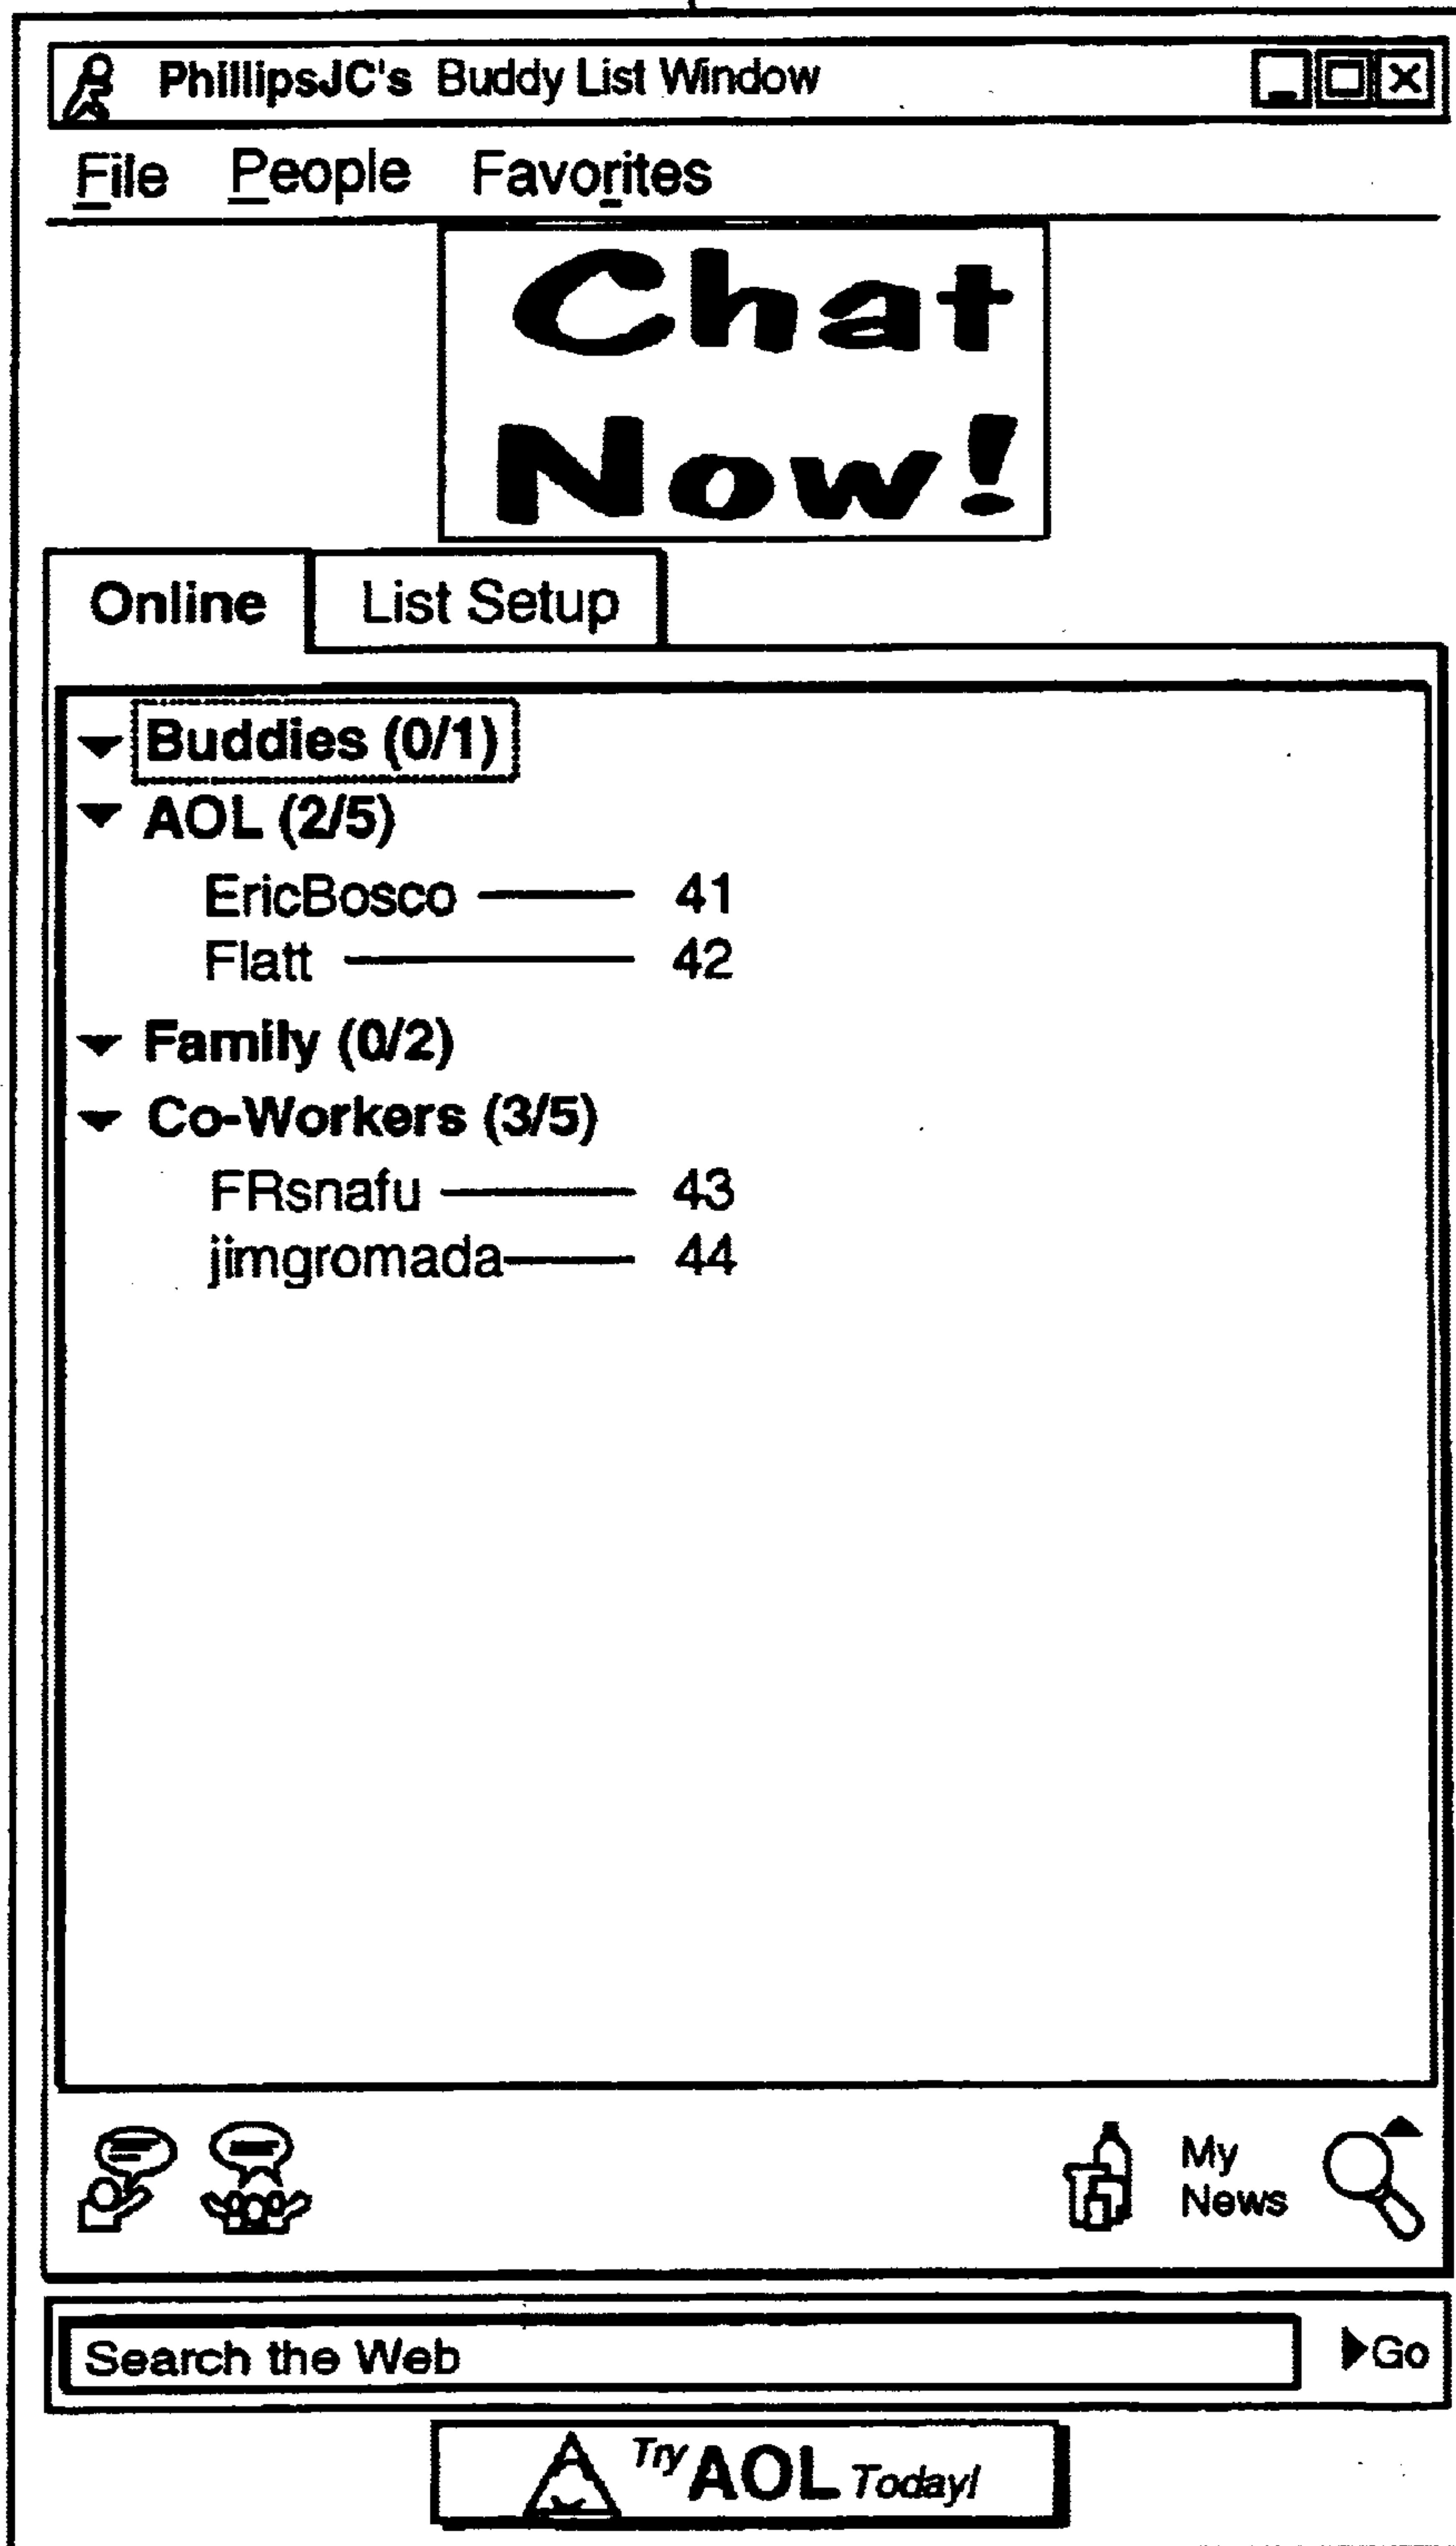 PhillipsJC's Buddy List Window
File People Favorites
Chat
Now!
Online List Setup
Buddies (0/1)
AOL (2/5)
EricBosco 41
Flatt 42
Family (0/2)
Co-Workers (3/5)
FRsnafu 43
jimgromada 44
My
News
Search the Web Go
Try AOL Today!